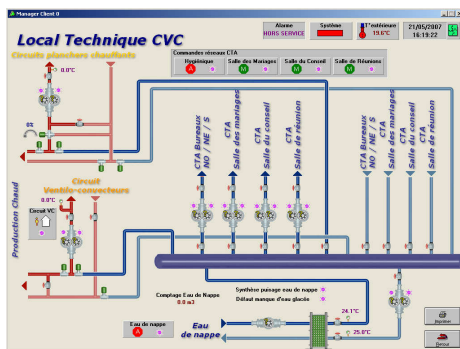 Manager Client 0
Local Technique CVC
Alarme
HORS SERVICE
Système
T°extérieure
19.6°C
21/05/2007
16:19:22
Circuits planchers chauffants
0.0°C
Commandes réseaux CTA
Hygiénique
A
Salle des Mariages
M
Salle du Conseil
M
Salle de Réunions
M
0%
CTA Bureaux
NO / NE / S
CTA
Salle des mariages
CTA
Salle du conseil
CTA
Salle de réunion
CTA Bureaux
NO / NE / S
CTA
Salle des mariages
CTA
Salle du conseil
CTA
Salle de réunion
Production Chaud
Circuit
Ventilo-convecteurs
0.0°C
Circuit VC
Comptage Eau de Nappe
0.0 m3
Synthèse puisage eau de nappe
Défaut manque d'eau glacée
Eau de nappe
A
Eau
de nappe
24.1°C
25.0°C
Imprimer
Retour